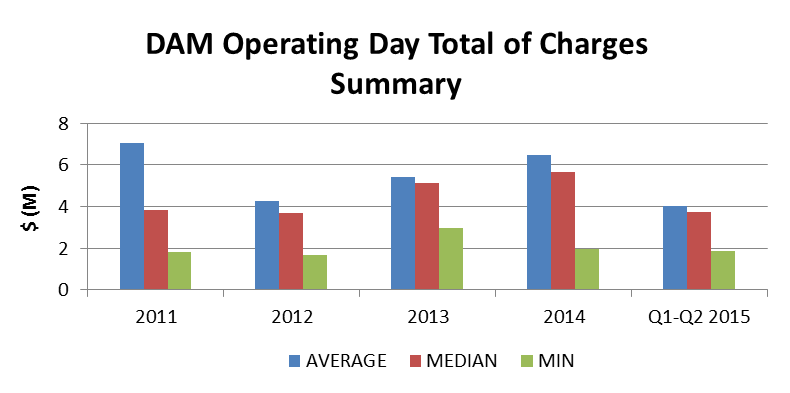 DAM Operating Day Total of Charges
Summary
8
6
4
2
0
$ (M)
2011 2012 2013 2014 Q1-Q2 2015
AVERAGE MEDIAN MIN